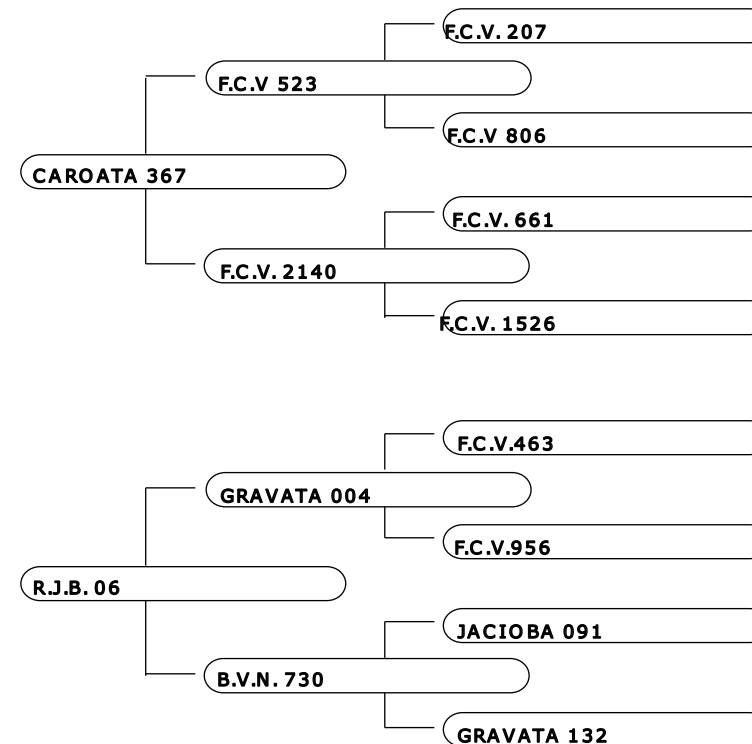 F.C.V. 207
F.C.V 523
F.C.V 806
CAROATA 367
F.C.V. 661
F.C.V. 2140
F.C.V. 1526
F.C.V.463
GRAVATA 004
F.C.V.956
R.J.B. 06
JACIOBA 091
B.V.N. 730
GRAVATA 132